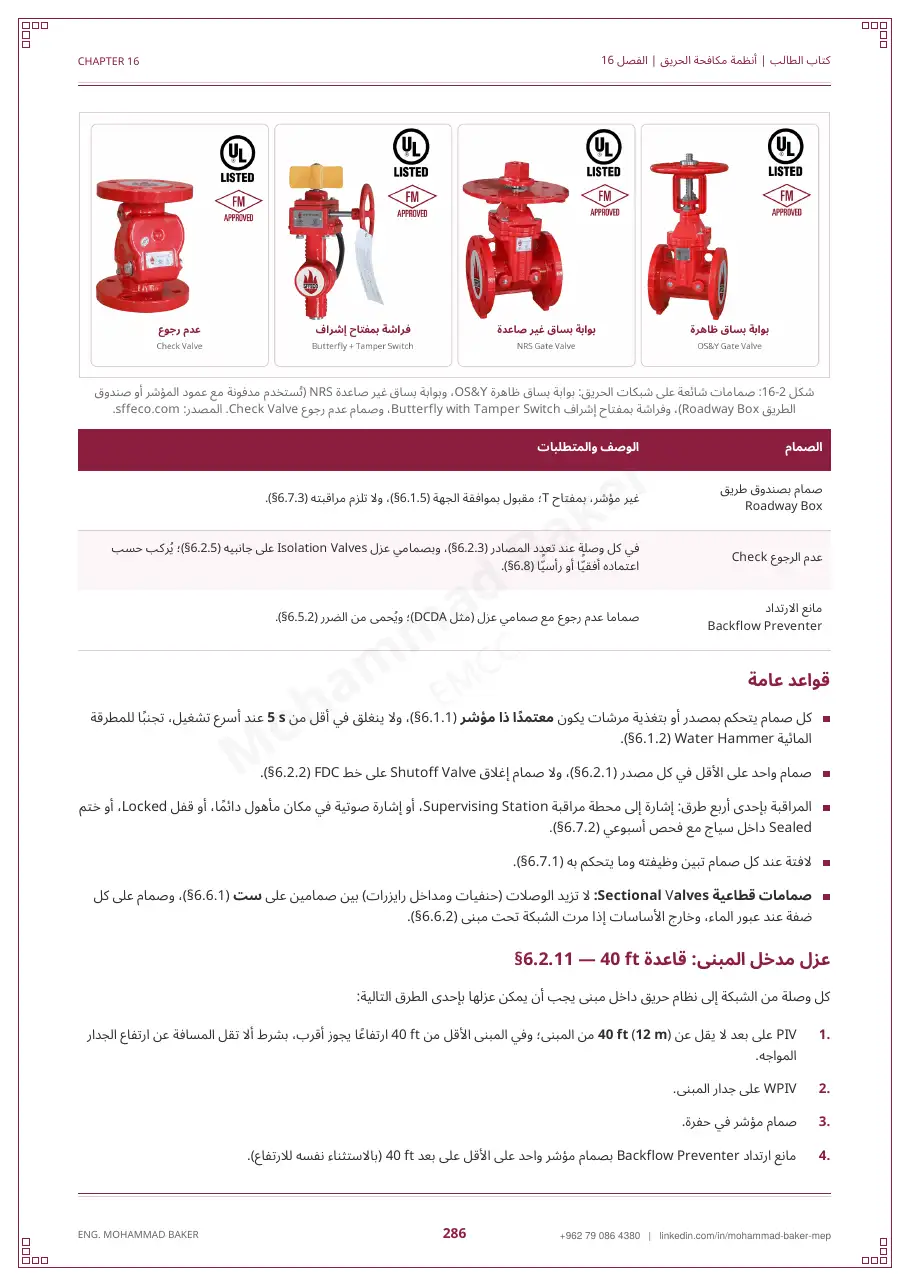 كتاب الطالب | أنظمة مكافحة الحريق | الفصل 16
CHAPTER 16
UL
LISTED
FM
APPROVED
بوابة بساق ظاهرة
OS&Y Gate Valve
UL
LISTED
FM
APPROVED
بوابة بساق غير صاعدة
NRS Gate Valve
UL
LISTED
FM
APPROVED
فراشة بمفتاح إشراف
Butterfly + Tamper Switch
UL
LISTED
FM
APPROVED
عدم رجوع
Check Valve
شكل 2-16: صمامات شائعة على شبكات الحريق: بوابة بساق ظاهرة OS&Y، وبوابة بساق غير صاعدة NRS (تُستخدم مدفونة مع عمود المؤشر أو صندوق
الطريق Roadway Box)، وفراشة بمفتاح إشراف Butterfly with Tamper Switch، وصمام عدم رجوع Check Valve. المصدر: sffeco.com.
الصمام
الوصف والمتطلبات
صمام بصندوق طريق
Roadway Box
غير مؤشر، بمفتاح T؛ مقبول بموافقة الجهة (§6.1.5)، ولا تلزم مراقبته (§6.7.3).
عدم الرجوع Check
في كل وصلة عند تعدد المصادر (§6.2.3)، وبصمامي عزل Isolation Valves على جانبيه (§6.2.5)؛ يُركب حسب
اعتماده أفقيًا أو رأسيًا (§6.8).
مانع الارتداد
Backflow Preventer
صماما عدم رجوع مع صمامي عزل (مثل DCDA)؛ ويُحمى من الضرر (§6.5.2).
Mohammad Baker
EMCC
قواعد عامة
▪ كل صمام يتحكم بمصدر أو بتغذية مرشات يكون معتمدًا ذا مؤشر (§6.1.1)، ولا ينغلق في أقل من 5 s عند أسرع تشغيل، تجنبًا للمطرقة
المائية Water Hammer (§6.1.2).
▪ صمام واحد على الأقل في كل مصدر (§6.2.1)، ولا صمام إغلاق Shutoff Valve على خط FDC (§6.2.2).
▪ المراقبة بإحدى أربع طرق: إشارة إلى محطة مراقبة Supervising Station، أو إشارة صوتية في مكان مأهول دائمًا، أو قفل Locked، أو ختم
Sealed داخل سياج مع فحص أسبوعي (§6.7.2).
▪ لافتة عند كل صمام تبين وظيفته وما يتحكم به (§6.7.1).
▪ صمامات قطاعية Sectional Valves: لا تزيد الوصلات (حنفيات ومداخل رايزرات) بين صمامين على ست (§6.6.1)، وصمام على كل
ضفة عند عبور الماء، وخارج الأساسات إذا مرت الشبكة تحت مبنى (§6.6.2).
عزل مدخل المبنى: قاعدة 40 ft — §6.2.11
كل وصلة من الشبكة إلى نظام حريق داخل مبنى يجب أن يمكن عزلها بإحدى الطرق التالية:
1. PIV على بعد لا يقل عن 40 ft (12 m) من المبنى؛ وفي المبنى الأقل من 40 ft ارتفاعًا يجوز أقرب، بشرط ألا تقل المسافة عن ارتفاع الجدار
المواجه.
2. WPIV على جدار المبنى.
3. صمام مؤشر في حفرة.
4. مانع ارتداد Backflow Preventer بصمام مؤشر واحد على الأقل على بعد 40 ft (بالاستثناء نفسه للارتفاع).
ENG. MOHAMMAD BAKER
286
+962 79 086 4380 | linkedin.com/in/mohammad-baker-mep